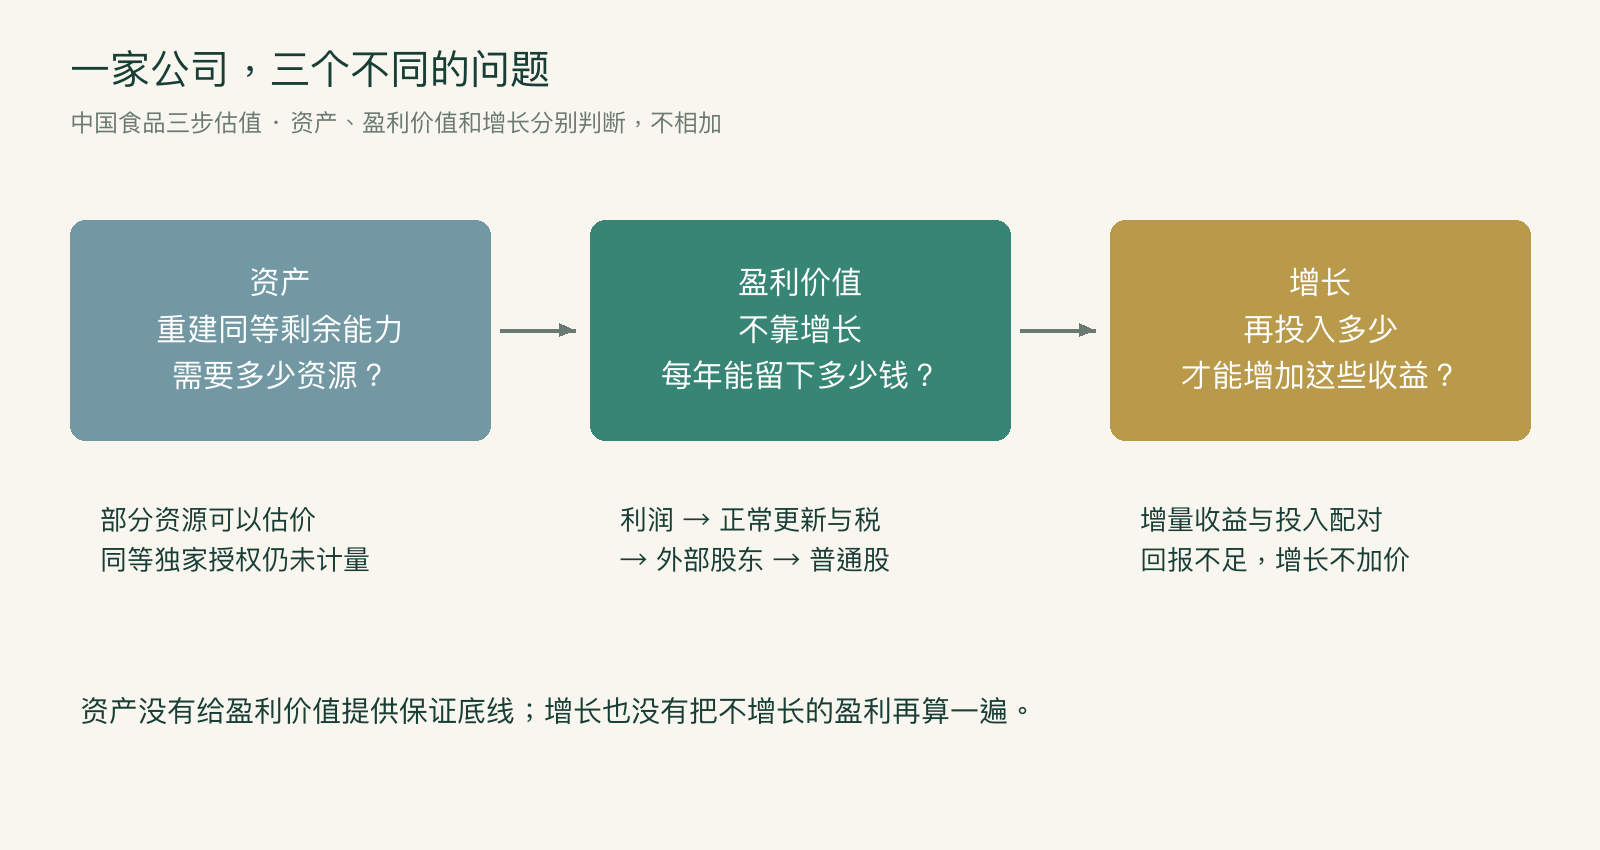 一家公司，三个不同的问题
中国食品三步估值 · 资产、盈利价值和增长分别判断，不相加
资产
重建同等剩余能力
需要多少资源？
盈利价值
不靠增长
每年能留下多少钱？
增长
再投入多少
才能增加这些收益？
部分资源可以估价
同等独家授权仍未计量
利润 → 正常更新与税
→ 外部股东 → 普通股
增量收益与投入配对
回报不足，增长不加价
资产没有给盈利价值提供保证底线；增长也没有把不增长的盈利再算一遍。